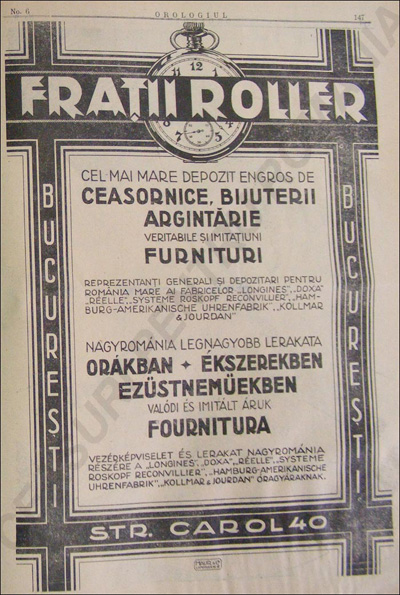 No. 6 OROLOGIUL 147
FRAȚII ROLLER
12
BUCUREȘTI
BUCUREȘTI
CEL MAI MARE DEPOZIT ENGROS DE
CEASORNICE, BIJUTERII
ARGINTĂRIE
VERITABILE ȘI IMITAȚIUNI
FURNITURI
REPREZENTANȚI GENERALI ȘI DEPOZITARI PENTRU
ROMÂNIA MARE AI FABRICELOR „LONGINES", „DOXA"
„RÉELLE", „SYSTEME ROSKOPF RECONVILLIER", „HAM-
BURG-AMERIKANISCHE UHRENFABRIK", „KOLLMAR
& JOURDAN"
NAGYROMÁNIA LEGNAGYOBB LERAKATA
ORÁKBAN + ÉKSZEREKBEN
EZÜSTNEMÜEKBEN
VALÓDI ÉS IMITÁLT ÁRUK
FOURNITURA
VEZÉRKÉPVISELET ÉS LERAKAT NAGYROMÁNIA
RÉSZÉRE A „LONGINES", „DOXA", „RÉELLE", „SYSTEME
ROSKOPF RECONVILLIER", „HAMBURG-AMERIKANISCHE
UHRENFABRIK", „KOLLMAR & JOURDAN" ÓRAGYÁRAKNAK.
STR. CAROL 40